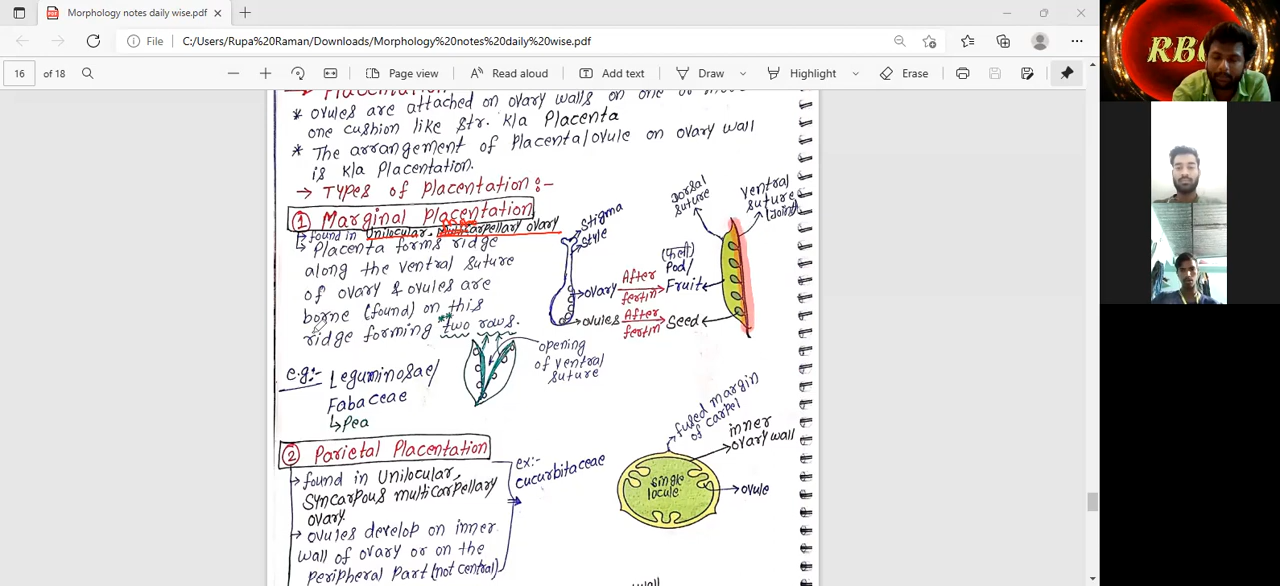 Morphology notes daily wise.pdf
File
C:/Users/Rupa%20Raman/Downloads/Morphology%20notes%20daily%20wise.pdf
16
of 18
Page view
Read aloud
Add text
Draw
Highlight
Erase
RB
* ovules are attached on ovary walls on one or
one cushion like str. k/a Placenta
* The arrangement of Placenta/ovule on ovary wall
is k/a Placentation.
→ Types of placentation:-
① Marginal Placentation
↳ found in Unilocular, ovary
↳ Placenta forms ridge
along the ventral suture
of ovary & ovules are
borne (found) on this
ridge forming **two rows.
e.g:- Leguminosae/
Fabaceae
↳ Pea
Stigma
style
ovary
After
fertin
(फली)
Pod/
Fruit
ovules
After
fertin
Seed
Dorsal
suture
ventral
suture
(Joint)
opening
of ventral
suture
② Parietal Placentation
→ found in Unilocular,
Syncarpous multicarpellary
ovary.
→ ovules develop on inner
wall of ovary or on the
peripheral part (not central)
ex:-
cucurbitaceae
fused margin
of carpel
inner
ovary wall
single
locule
ovule